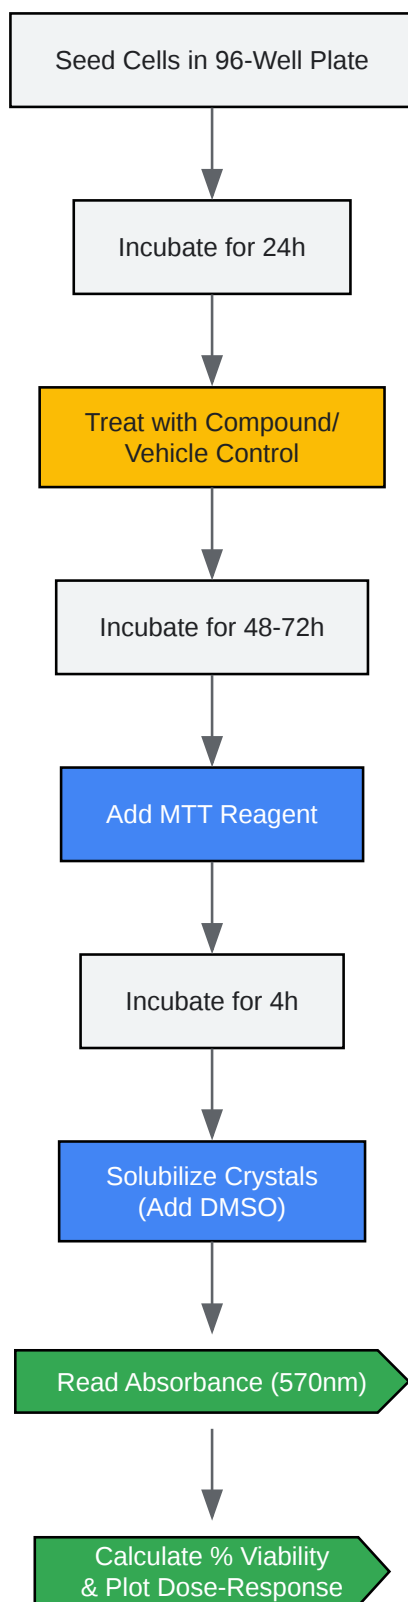 Seed Cells in 96-Well Plate
Incubate for 24h
Treat with Compound/
Vehicle Control
Incubate for 48-72h
Add MTT Reagent
Incubate for 4h
Solubilize Crystals
(Add DMSO)
Read Absorbance (570nm)
Calculate % Viability
& Plot Dose-Response